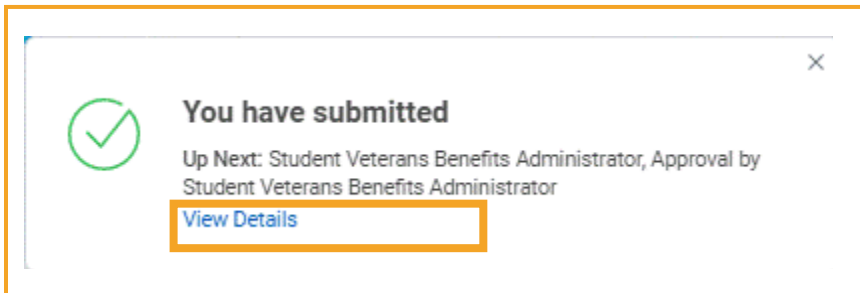 You have submitted
Up Next: Student Veterans Benefits Administrator, Approval by
Student Veterans Benefits Administrator
View Details